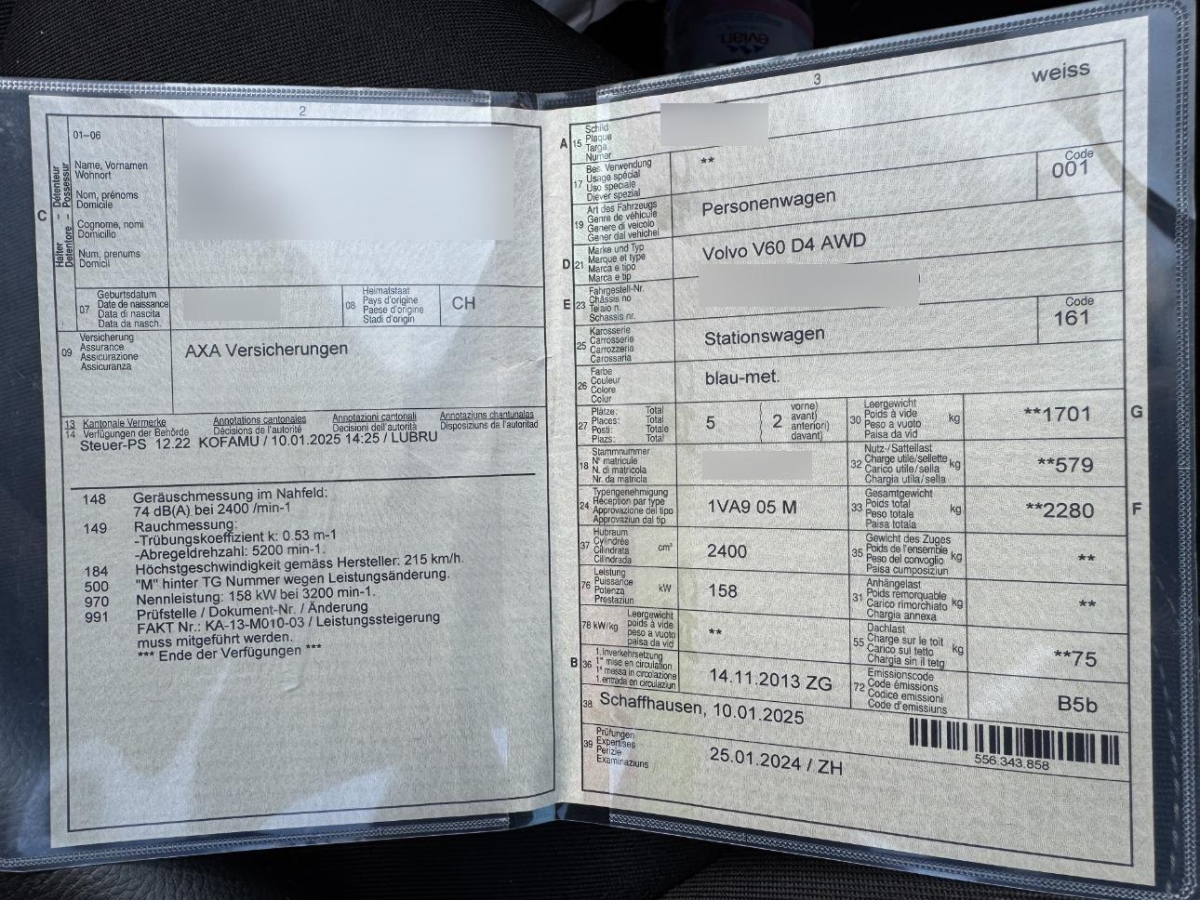 evian
2
01–06
Halter – Détenteur
Detentore – Possessur
C
Name, Vornamen
Wohnort
Nom, prénoms
Domicile
Cognome, nomi
Domicilio
Num, prenums
Domicil
07
Geburtsdatum
Date de naissance
Data di nascita
Data da nasch.
08
Heimatstaat
Pays d'origine
Paese d'origine
Stadi d'origin
CH
09
Versicherung
Assurance
Assicurazione
Assicuranza
AXA Versicherungen
13 Kantonale Vermerke Annotations cantonales Annotazioni cantonali Annotaziuns chantunalas
14 Verfügungen der Behörde Décisions de l'autorité Decisioni dell'autorità Disposiziuns da l'autoritad
Steuer-PS 12.22 KOFAMU / 10.01.2025 14:25 / LUBRU
148 Geräuschmessung im Nahfeld:
74 dB(A) bei 2400 /min-1
149 Rauchmessung:
-Trübungskoeffizient k: 0.53 m-1
-Abregeldrehzahl: 5200 min-1.
184 Höchstgeschwindigkeit gemäss Hersteller: 215 km/h.
500 "M" hinter TG Nummer wegen Leistungsänderung.
970 Nennleistung: 158 kW bei 3200 min-1.
991 Prüfstelle / Dokument-Nr. / Änderung
FAKT Nr.: KA-13-M010-03 / Leistungssteigerung
muss mitgeführt werden.
*** Ende der Verfügungen ***
3
weiss
A 15
Schild
Plaque
Targa
Numer
17
Bes. Verwendung
Usage spécial
Uso speciale
Diever spezial
**
19
Art des Fahrzeugs
Genre de véhicule
Genere di veicolo
Gener dal vehichel
Personenwagen
Code
001
D 21
Marke und Typ
Marque et type
Marca e tipo
Marca e tip
Volvo V60 D4 AWD
E 23
Fahrgestell-Nr.
Châssis no
Telaio n.
Schassis nr.
25
Karosserie
Carrosserie
Carrozzeria
Carossaria
Stationswagen
Code
161
26
Farbe
Couleur
Colore
Colur
blau-met.
27
Plätze: Total
Places: Total
Posti: Totale
Plazs: Total
5 ( 2
vorne)
avant)
anteriori)
davant)
30
Leergewicht
Poids à vide
Peso a vuoto
Paisa da vid
kg
**1701
G
18
Stammnummer
N° matricule
N. di matricola
Nr. da matricla
32
Nutz-/Sattellast
Charge utile/sellette
Carico utile/sella
Chargia utila/sella
kg
**579
24
Typengenehmigung
Réception par type
Approvazione del tipo
Approvaziun dal tip
1VA9 05 M
33
Gesamtgewicht
Poids total
Peso totale
Paisa totala
kg
**2280
F
37
Hubraum
Cylindrée
Cilindrata
Cilindrada
cm³
2400
35
Gewicht des Zuges
Poids de l'ensemble
Peso del convoglio
Paisa cumposiziun
kg
**
76
Leistung
Puissance
Potenza
Prestaziun
kW
158
31
Anhängelast
Poids remorquable
Carico rimorchiato
Chargia annexa
kg
**
78 kW/kg
Leergewicht
poids à vide
peso a vuoto
paisa da vid
**
55
Dachlast
Charge sur le toit
Carico sul tetto
Chargia sin il tetg
kg
**75
B 36
1. Inverkehrsetzung
1re mise en circulation
1a messa in circolazione
1. entrada en circulaziun
14.11.2013 ZG
72
Emissionscode
Code émissions
Codice emissioni
Code d'emissiuns
B5b
38 Schaffhausen, 10.01.2025
556.343.858
39
Prüfungen
Expertises
Perizie
Examinaziuns
25.01.2024 / ZH